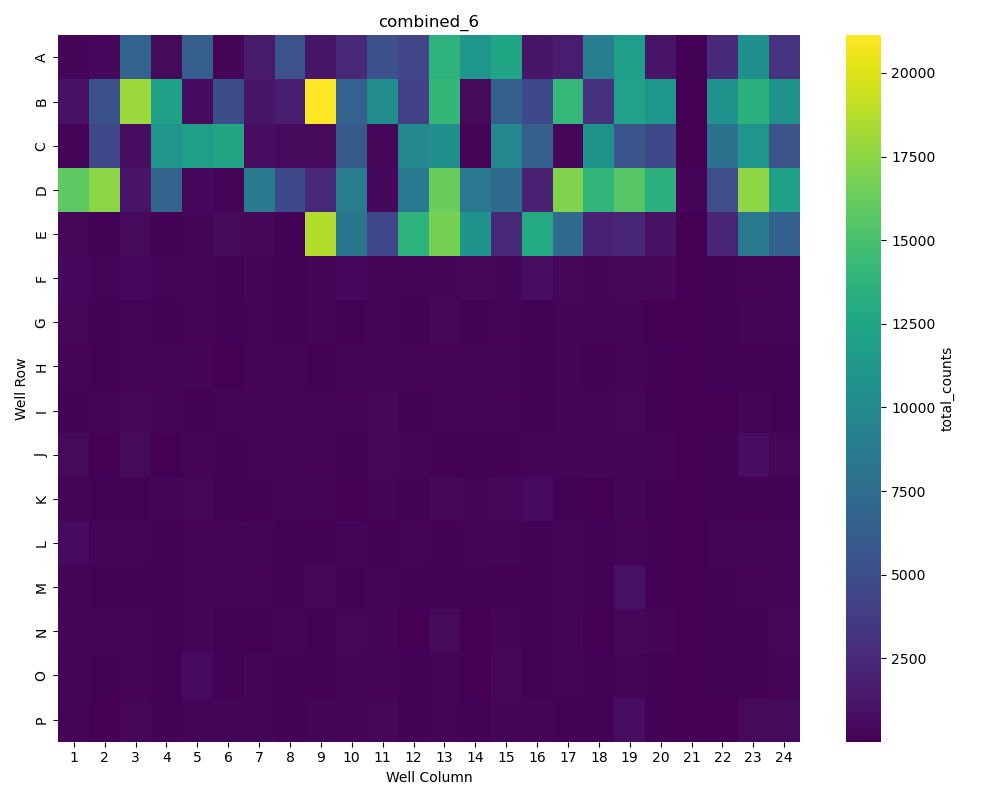 combined_6
Well Row
A
B
C
D
E
F
G
H
I
J
K
L
M
N
O
P
1 2 3 4 5 6 7 8 9 10 11 12 13 14 15 16 17 18 19 20 21 22 23 24
Well Column
20000
17500
15000
12500
10000
7500
5000
2500
total_counts